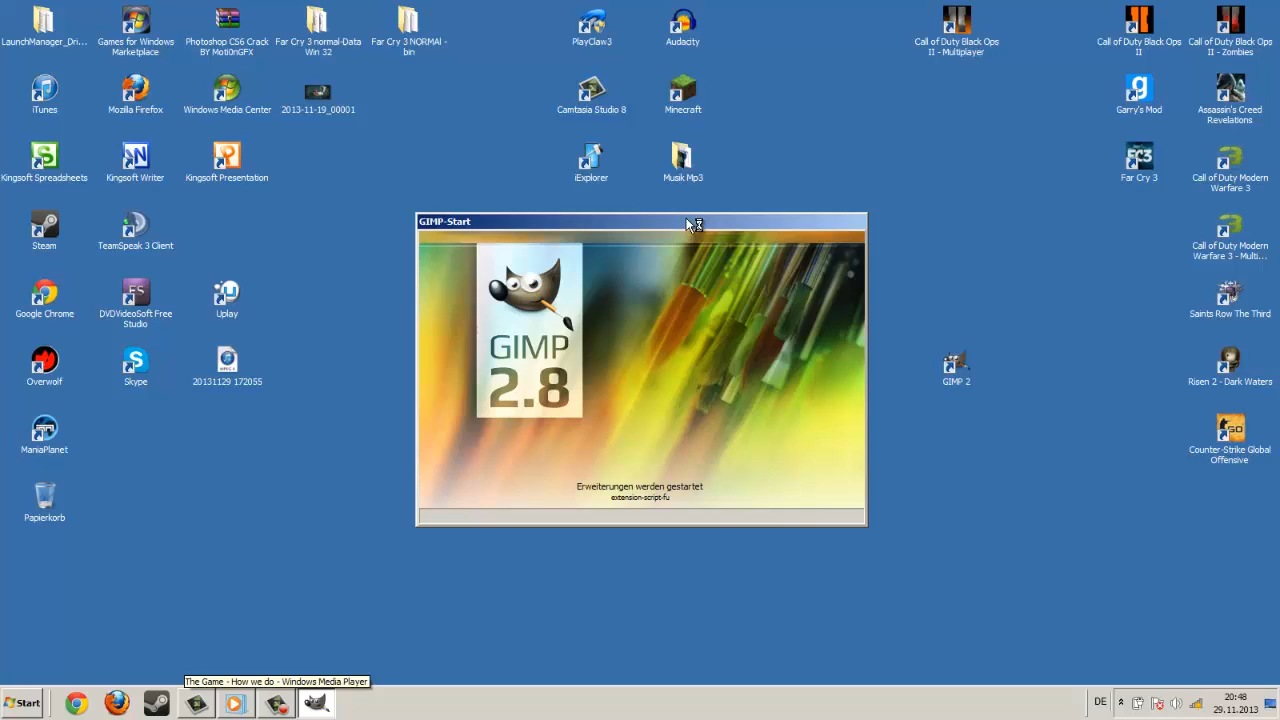 LaunchManager_Dri...
Games for Windows
Marketplace
Photoshop CS6 Crack
BY MotI0nGFX
Far Cry 3 normal-Data
Win 32
Far Cry 3 NORMAl -
bin
PlayClaw3
Audacity
Call of Duty Black Ops
II - Multiplayer
Call of Duty Black Ops
II
Call of Duty Black Ops
II - Zombies
iTunes
Mozilla Firefox
Windows Media Center
2013-11-19_00001
Camtasia Studio 8
Minecraft
Garry's Mod
Assassin's Creed
Revelations
Kingsoft Spreadsheets
Kingsoft Writer
Kingsoft Presentation
iExplorer
Musik Mp3
FC3
Far Cry 3
Call of Duty Modern
Warfare 3
Steam
TeamSpeak 3 Client
Call of Duty Modern
Warfare 3 - Multi...
GIMP-Start
GIMP
2.8
Erweiterungen werden gestartet
extension-script-fu
Google Chrome
DVDVideoSoft Free
Studio
Uplay
Saints Row The Third
Overwolf
Skype
20131129 172055
GIMP 2
Risen 2 - Dark Waters
ManiaPlanet
GO
Counter-Strike Global
Offensive
Papierkorb
The Game - How we do - Windows Media Player
Start
DE
20:48
29.11.2013